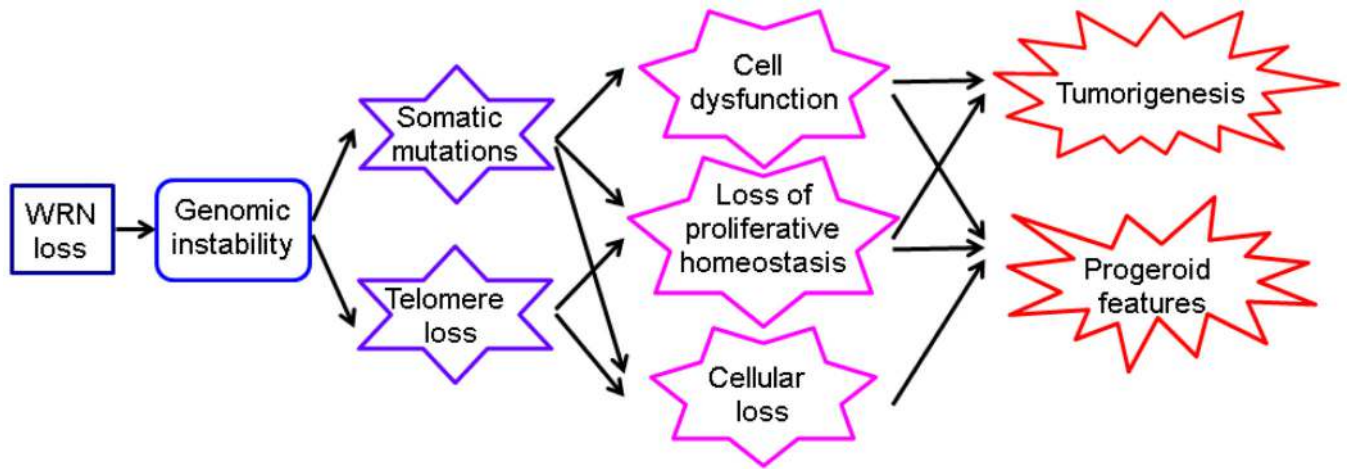 WRN
loss
Genomic
instability
Somatic
mutations
Telomere
loss
Cell
dysfunction
Loss of
proliferative
homeostasis
Cellular
loss
Tumorigenesis
Progeroid
features